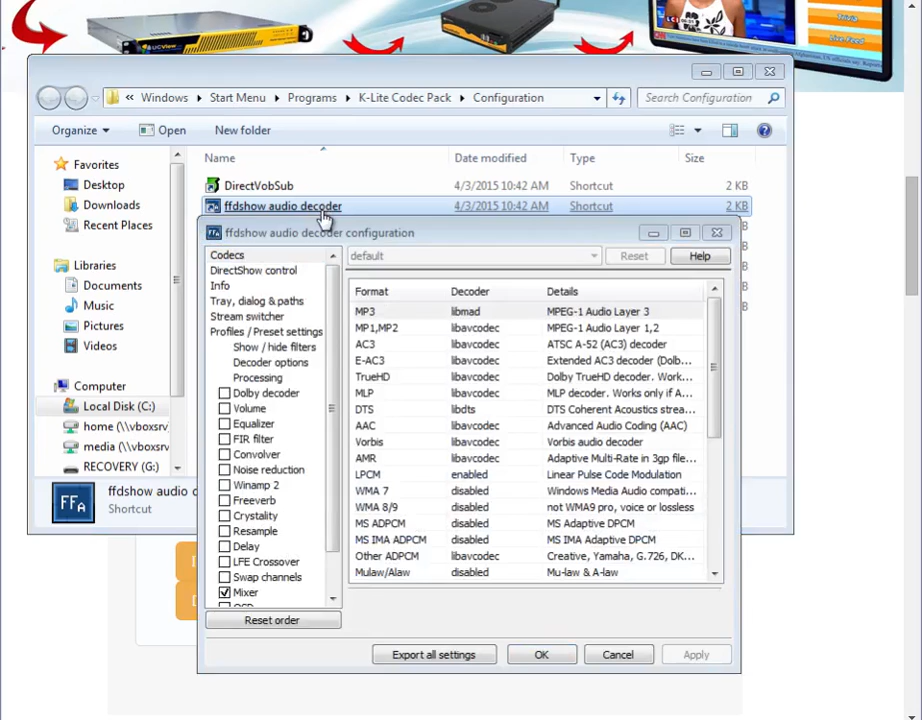 UCView
CNN
Trivia
Live Feed
Windows Start Menu Programs K-Lite Codec Pack Configuration Search Configuration
Organize Open New folder
Name Date modified Type Size
Favorites
Desktop
Downloads
Recent Places
Libraries
Documents
Music
Pictures
Videos
Computer
Local Disk (C:)
home (\\vboxsr
media (\\vboxsrv
RECOVERY (G:)
DirectVobSub 4/3/2015 10:42 AM Shortcut 2 KB
ffdshow audio decoder 4/3/2015 10:42 AM Shortcut 2 KB
ffdshow audio d
Shortcut
FFA
ffdshow audio decoder configuration
default Reset Help
Codecs
DirectShow control
Info
Tray, dialog & paths
Stream switcher
Profiles / Preset settings
Show / hide filters
Decoder options
Processing
Dolby decoder
Volume
Equalizer
FIR filter
Convolver
Noise reduction
Winamp 2
Freeverb
Crystality
Resample
Delay
LFE Crossover
Swap channels
Mixer
Reset order
Format Decoder Details
MP3 libmad MPEG-1 Audio Layer 3
MP1,MP2 libavcodec MPEG-1 Audio Layer 1,2
AC3 libavcodec ATSC A-52 (AC3) decoder
E-AC3 libavcodec Extended AC3 decoder (Dolb...
TrueHD libavcodec Dolby TrueHD decoder. Work...
MLP libavcodec MLP decoder. Works only if A...
DTS libdts DTS Coherent Acoustics strea...
AAC libavcodec Advanced Audio Coding (AAC)
Vorbis libavcodec Vorbis audio decoder
AMR libavcodec Adaptive Multi-Rate in 3gp file...
LPCM enabled Linear Pulse Code Modulation
WMA 7 disabled Windows Media Audio compati...
WMA 8/9 disabled not WMA9 pro, voice or lossless
MS ADPCM disabled MS Adaptive DPCM
MS IMA ADPCM disabled MS IMA Adaptive DPCM
Other ADPCM libavcodec Creative, Yamaha, G.726, DK...
Mulaw/Alaw disabled Mu-law & A-law
Export all settings OK Cancel Apply